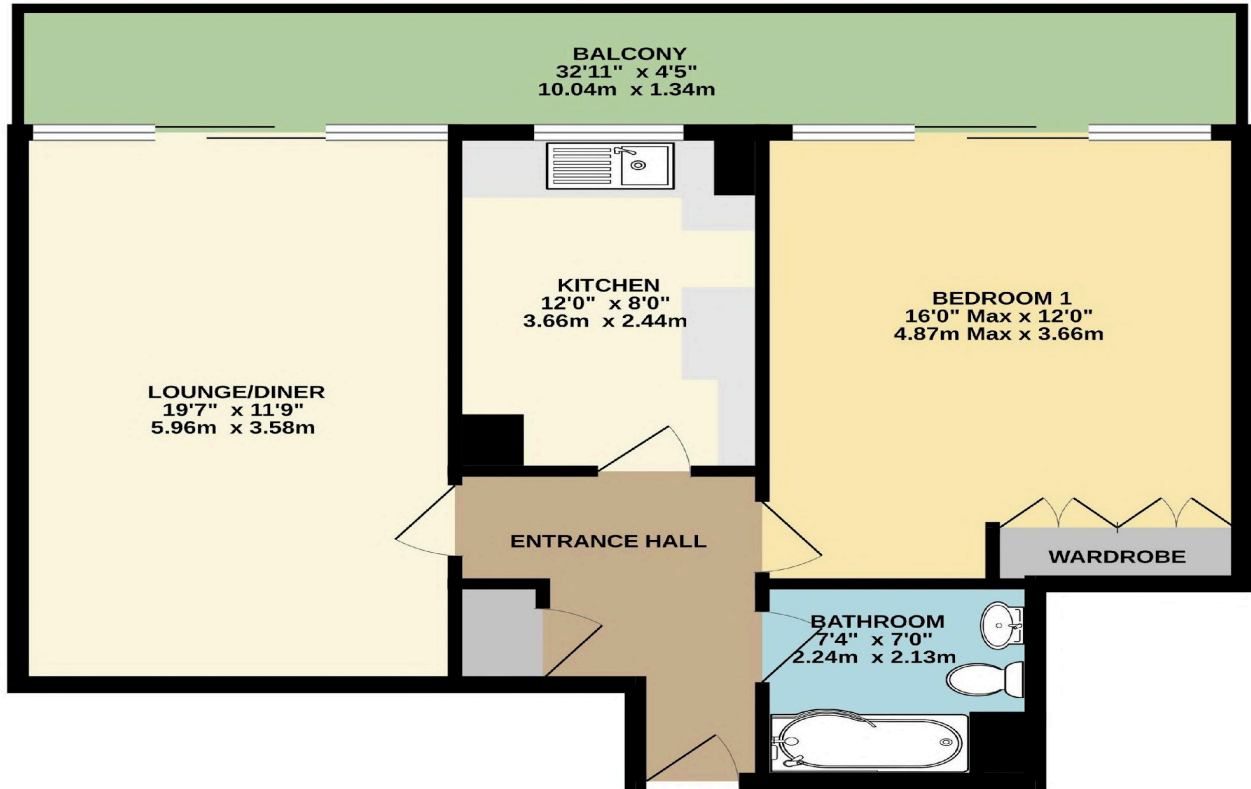 BALCONY
32'11" x 4'5"
10.04m x 1.34m
KITCHEN
12'0" x 8'0"
3.66m x 2.44m
BEDROOM 1
16'0" Max x 12'0"
4.87m Max x 3.66m
LOUNGE/DINER
19'7" x 11'9"
5.96m x 3.58m
ENTRANCE HALL
WARDROBE
BATHROOM
7'4" x 7'0"
2.24m x 2.13m